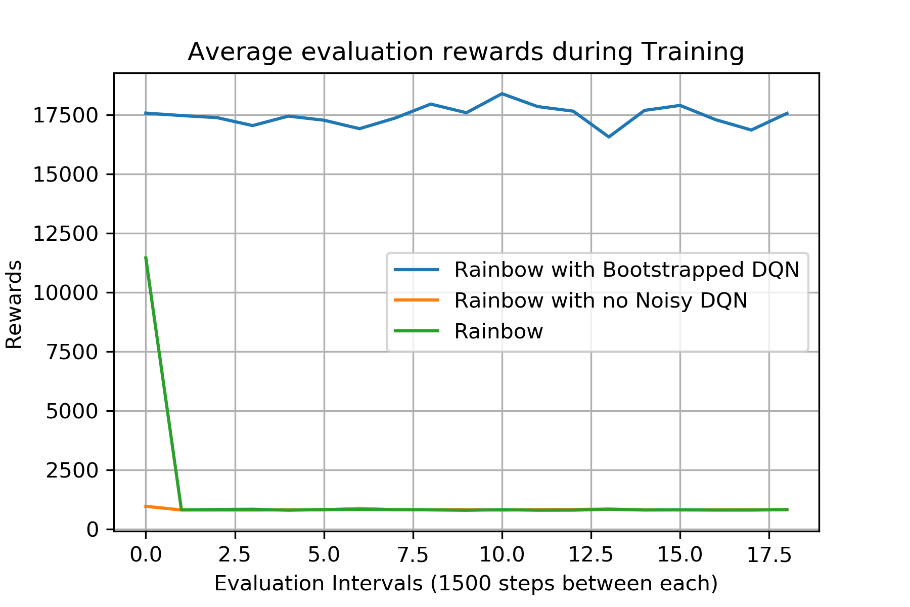 Average evaluation rewards during Training
Rewards
17500
15000
12500
10000
7500
5000
2500
0
Rainbow with Bootstrapped DQN
Rainbow with no Noisy DQN
Rainbow
0.0 2.5 5.0 7.5 10.0 12.5 15.0 17.5
Evaluation Intervals (1500 steps between each)